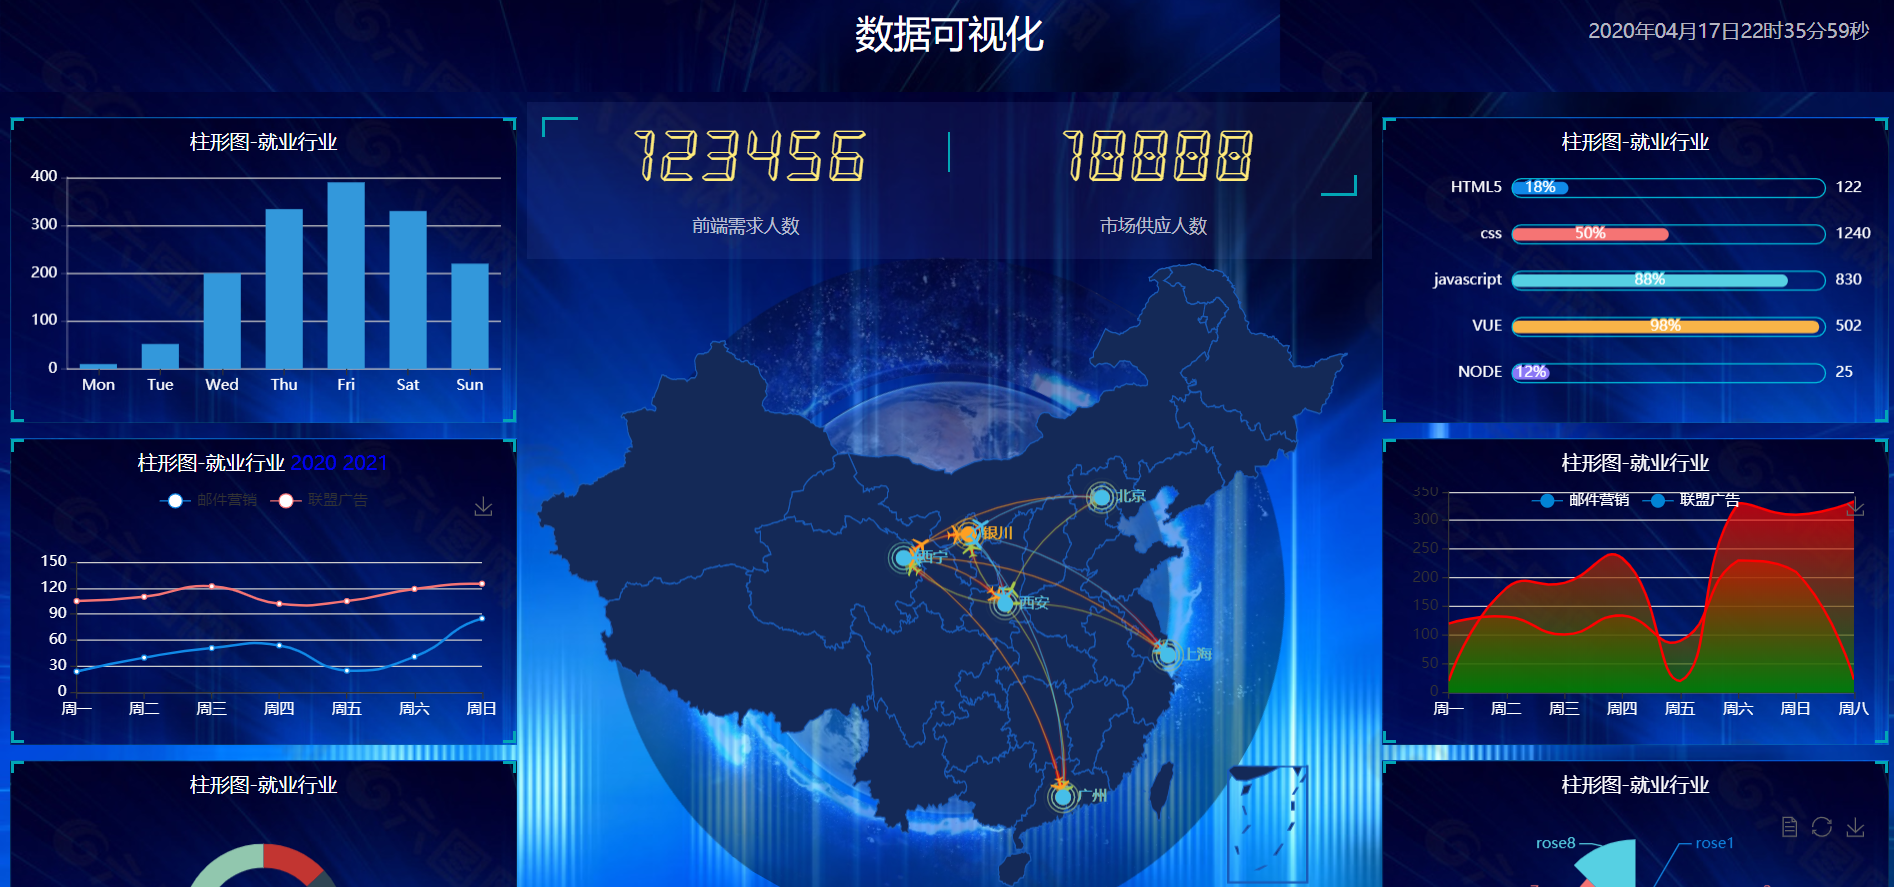 数据可视化
2020年04月17日22时35分59秒
柱形图-就业行业
400
300
200
100
0
Mon Tue Wed Thu Fri Sat Sun
柱形图-就业行业 2020 2021
邮件营销 联盟广告
150
120
90
60
30
0
周一 周二 周三 周四 周五 周六 周日
柱形图-就业行业
123456
前端需求人数
10000
市场供应人数
北京
银川
西宁
西安
上海
广州
柱形图-就业行业
HTML5 18% 122
css 50% 1240
javascript 88% 830
VUE 98% 502
NODE 12% 25
柱形图-就业行业
邮件营销 联盟广告
350
300
250
200
150
100
50
0
周一 周二 周三 周四 周五 周六 周日 周八
柱形图-就业行业
rose8 rose1